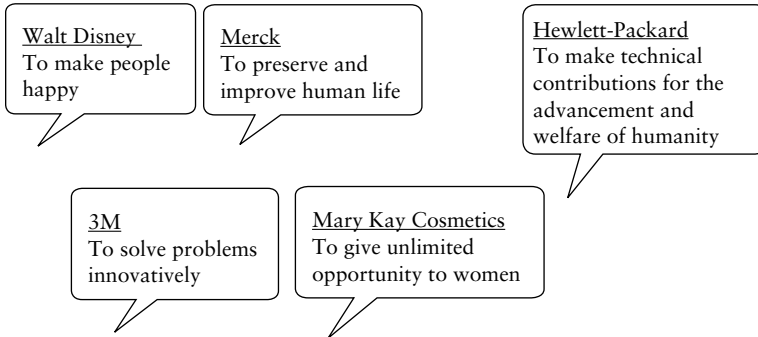 Walt Disney
To make people
happy
Merck
To preserve and
improve human life
Hewlett-Packard
To make technical
contributions for the
advancement and
welfare of humanity
3M
To solve problems
innovatively
Mary Kay Cosmetics
To give unlimited
opportunity to women